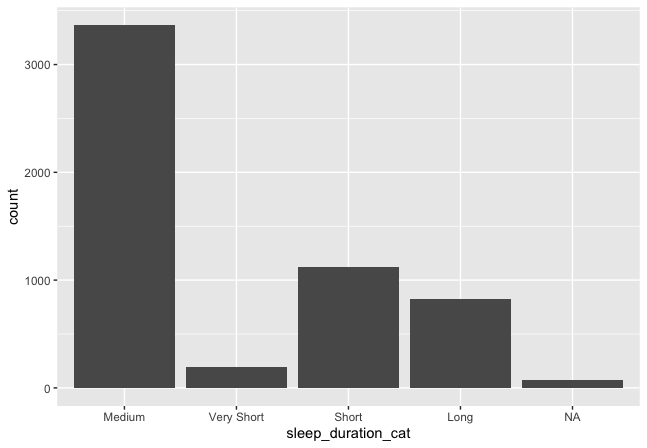 3000
2000
1000
0
count
Medium Very Short Short Long NA
sleep_duration_cat